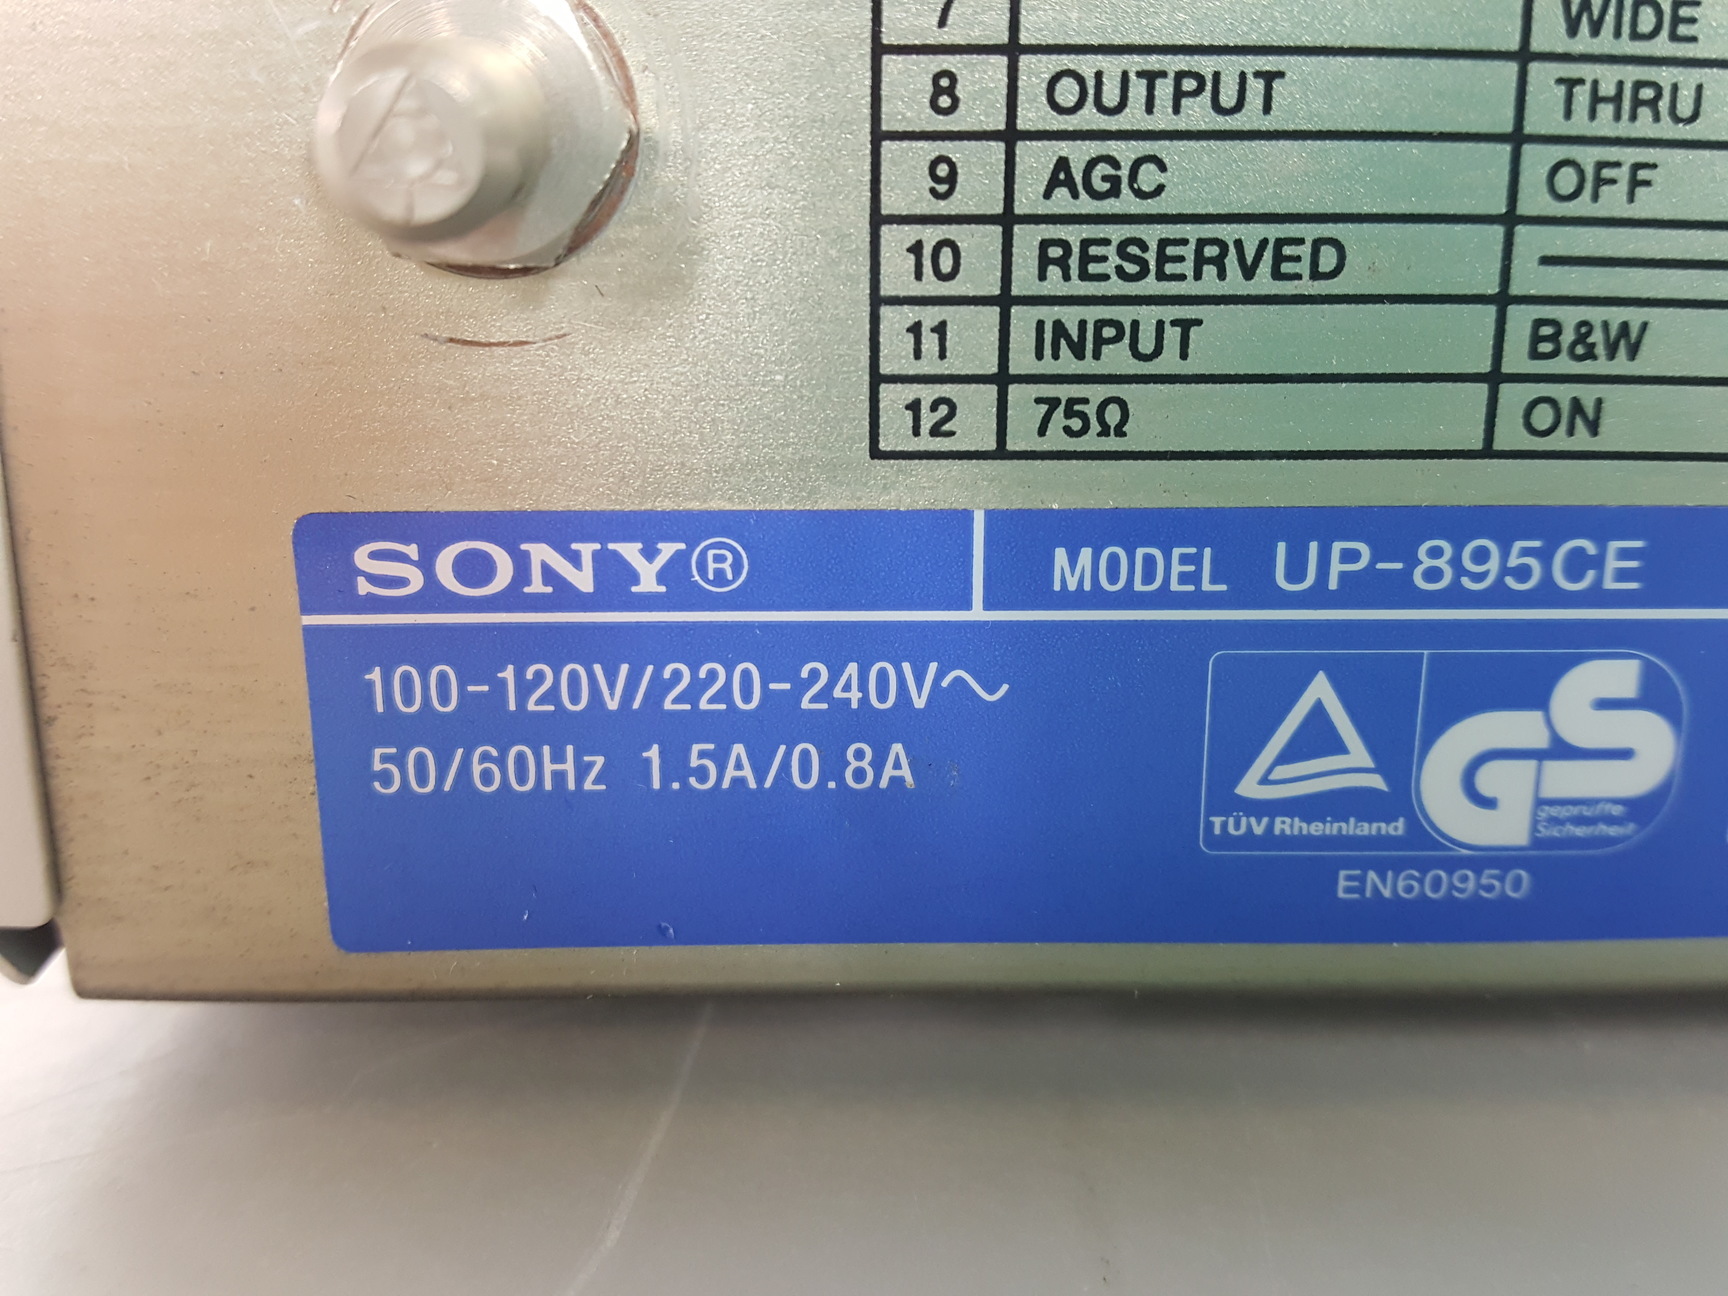 7 WIDE
8 OUTPUT THRU
9 AGC OFF
10 RESERVED —
11 INPUT B&W
12 75Ω ON
SONY® MODEL UP-895CE
100-120V/220-240V～
50/60Hz 1.5A/0.8A
GS
TÜV Rheinland
geprüfte
Sicherheit
EN60950